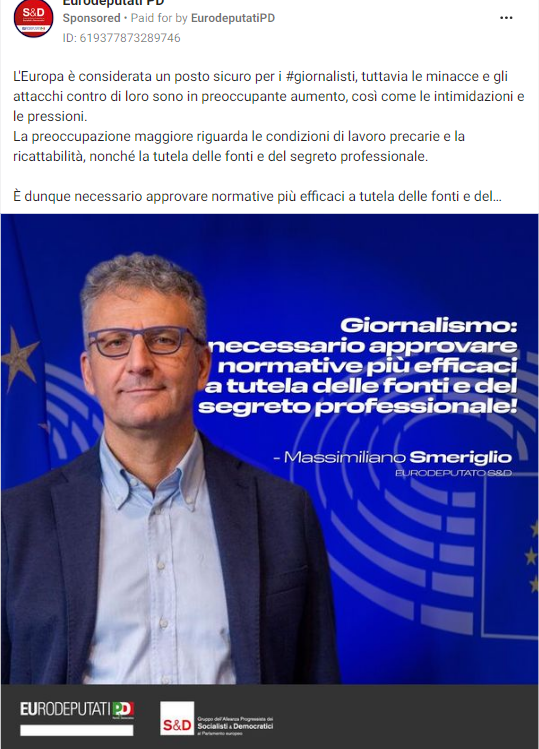 Eurodeputati PD
S&D
Sponsored • Paid for by EurodeputatiPD
ID: 619377873289746
L'Europa è considerata un posto sicuro per i #giornalisti, tuttavia le minacce e gli
attacchi contro di loro sono in preoccupante aumento, così come le intimidazioni e
le pressioni.
La preoccupazione maggiore riguarda le condizioni di lavoro precarie e la
ricattabilità, nonché la tutela delle fonti e del segreto professionale.
È dunque necessario approvare normative più efficaci a tutela delle fonti e del...
Giornalismo:
necessario approvare
normative più efficaci
a tutela delle fonti e del
segreto professionale!
- Massimiliano Smeriglio
EURODEPUTATO S&D
EURODEPUTATI PD
S&D
Gruppo dell'Alleanza Progressista dei
Socialisti & Democratici
al Parlamento europeo